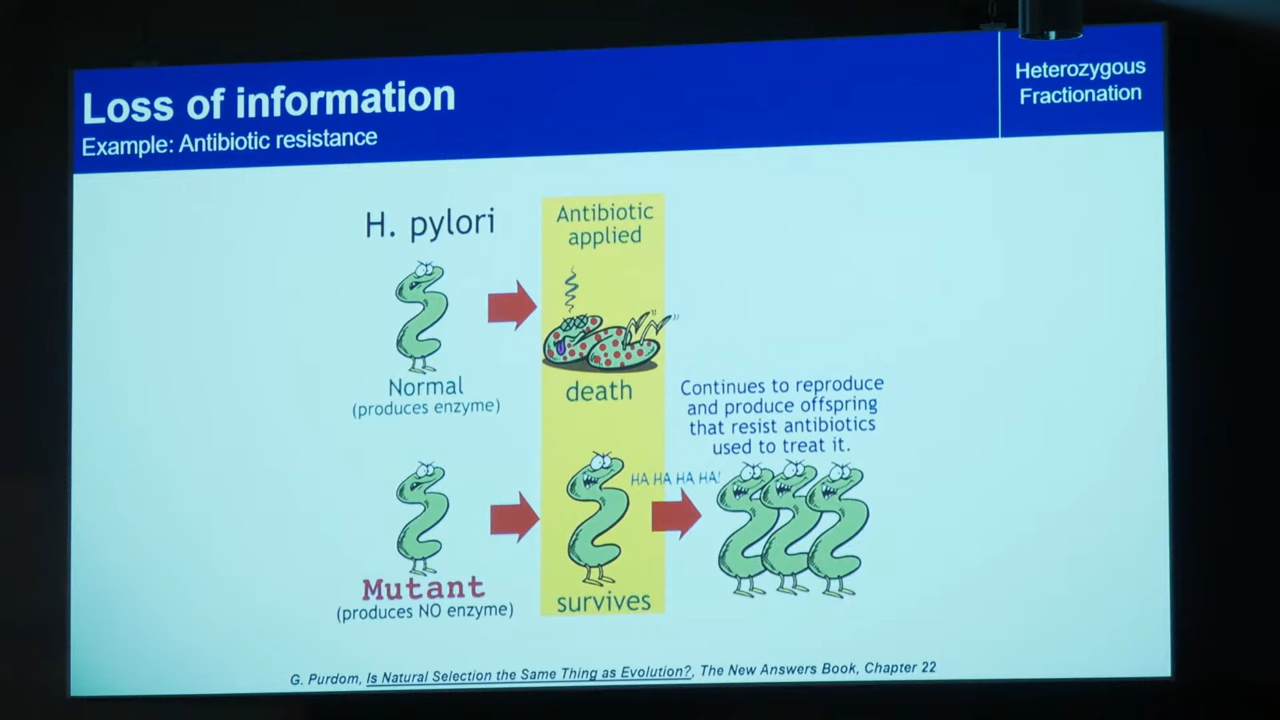 Loss of information
Example: Antibiotic resistance
Heterozygous
Fractionation
H. pylori
Antibiotic
applied
Normal
(produces enzyme)
death
Continues to reproduce
and produce offspring
that resist antibiotics
used to treat it.
HA HA HA HA!
Mutant
(produces NO enzyme)
survives
G. Purdom, Is Natural Selection the Same Thing as Evolution?, The New Answers Book, Chapter 22